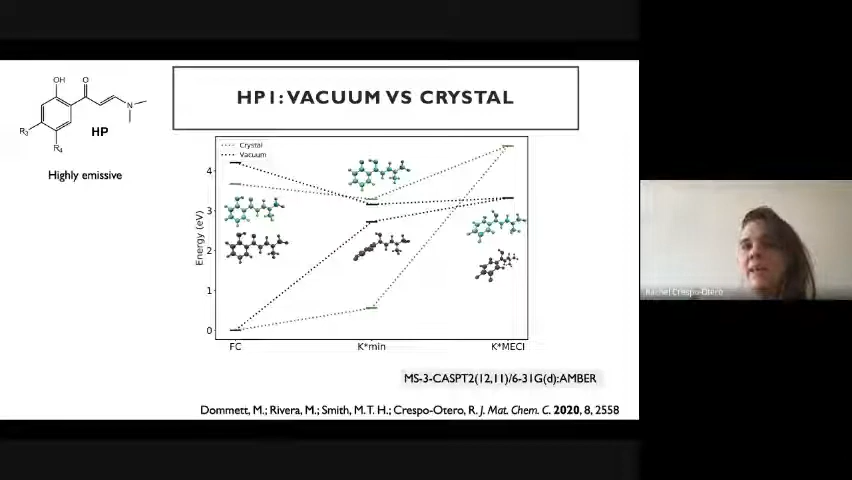 OH
O
N
R3
R4
HP
Highly emissive
HP1: VACUUM VS CRYSTAL
Crystal
Vacuum
Energy (eV)
4
3
2
1
0
FC
K*min
K*MECI
MS-3-CASPT2(12,11)/6-31G(d):AMBER
Dommett, M.; Rivera, M.; Smith, M. T. H.; Crespo-Otero, R. J. Mat. Chem. C. 2020, 8, 2558
Rachel Crespo-Otero